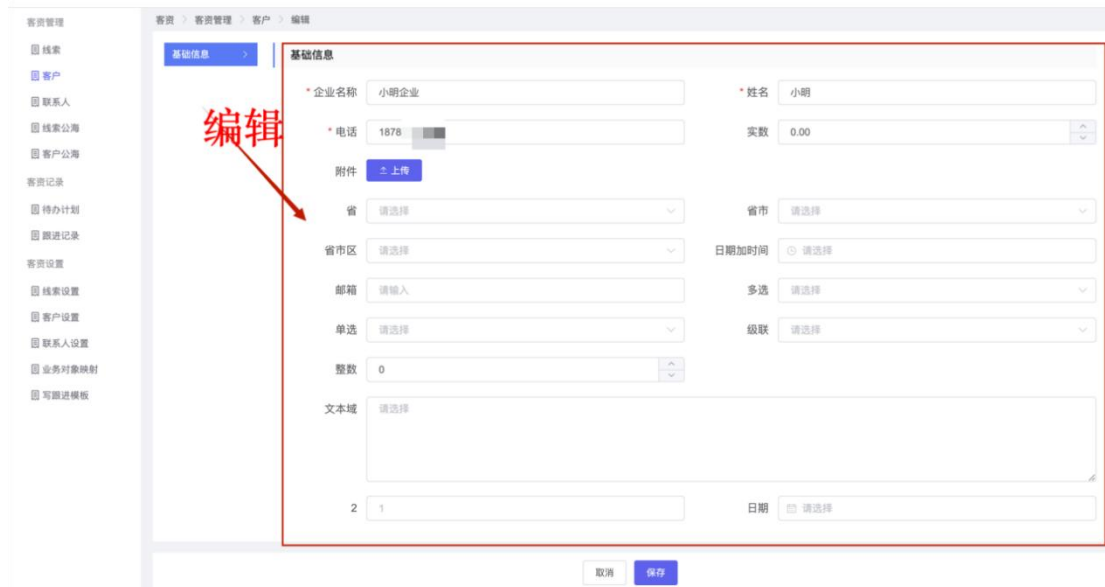 客资管理
线索
客户
联系人
线索公海
客户公海
客资记录
待办计划
跟进记录
客资设置
线索设置
客户设置
联系人设置
业务对象映射
写跟进模板
客资 > 客资管理 > 客户 > 编辑
基础信息 >
编辑
基础信息
* 企业名称 小明企业 * 姓名 小明
* 电话 1878 实数 0.00
附件 上传
省 请选择 省市 请选择
省市区 请选择 日期加时间 请选择
邮箱 请输入 多选 请选择
单选 请选择 级联 请选择
整数 0
文本域 请选择
2 1 日期 请选择
取消 保存